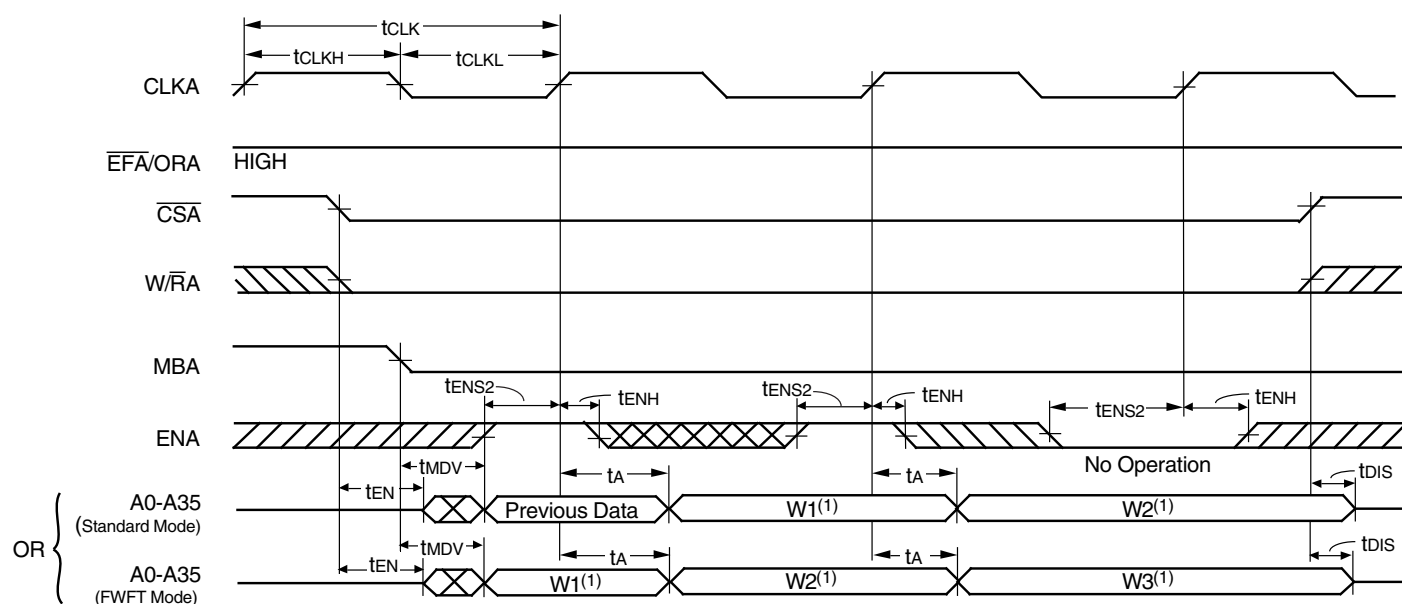 tCLK
tCLKH
tCLKL
CLKA
EFA/ORA HIGH
CSA
W/RA
MBA
tENS2
tENH
tENS2
tENH
tENS2
tENH
ENA
No Operation
tMDV
tA
tA
tEN
tDIS
A0-A35
(Standard Mode)
Previous Data
W1(1)
W2(1)
OR
tMDV
tA
tA
tEN
tDIS
A0-A35
(FWFT Mode)
W1(1)
W2(1)
W3(1)